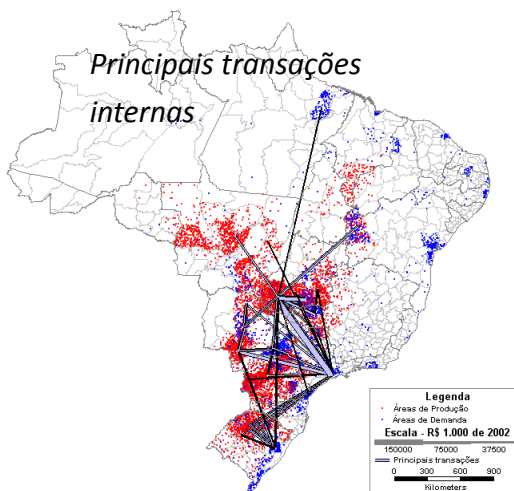 Principais transações
internas
Legenda
Áreas de Produção
Áreas de Demanda
Escala - R$ 1.000 de 2002
150000 75000 37500
Principais transações
0 300 600 900
Kilometers